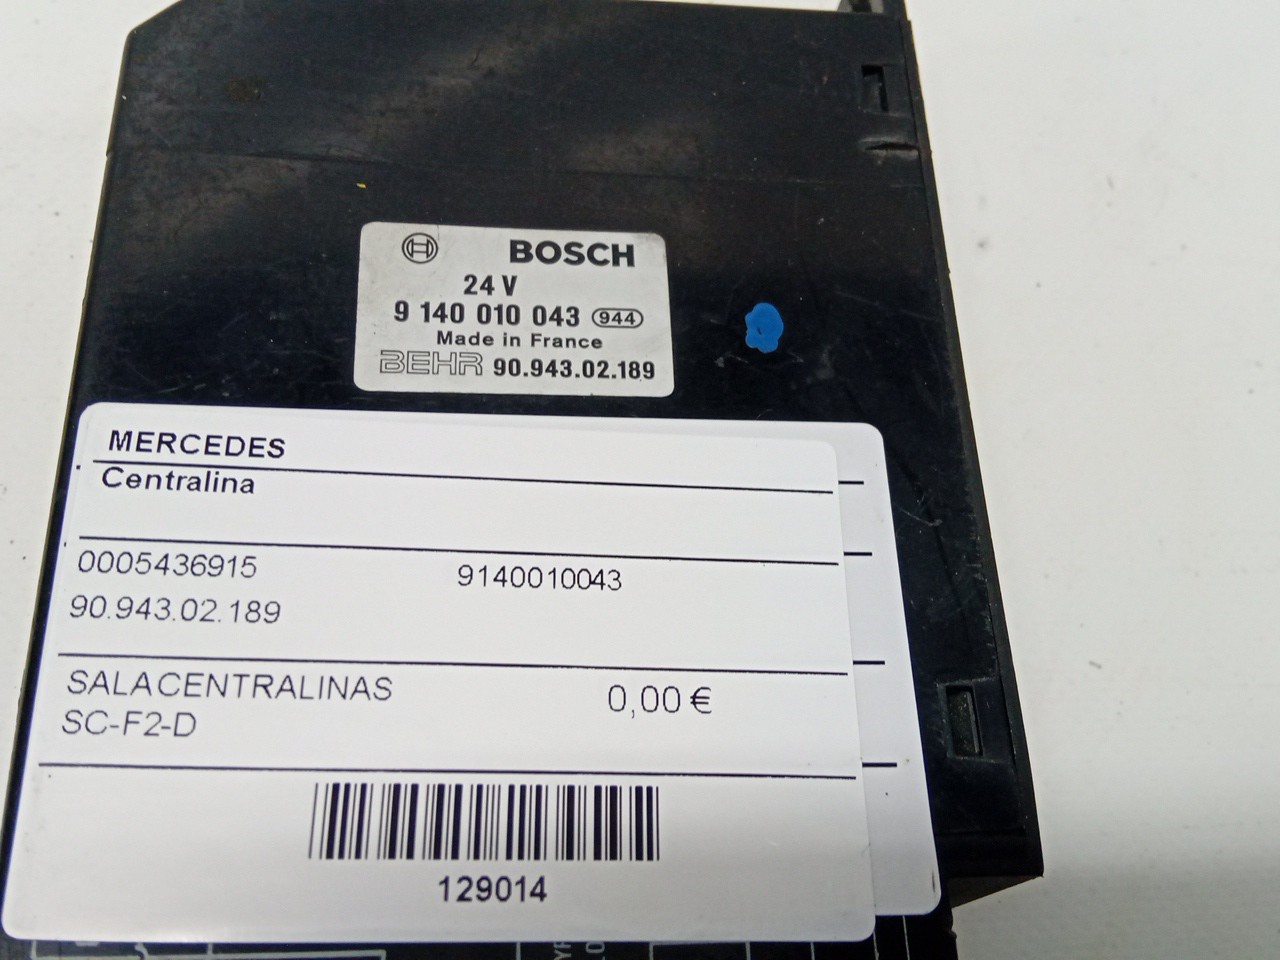 BOSCH
24 V
9 140 010 043 944
Made in France
BEHR 90.943.02.189
MERCEDES
Centralina
0005436915 9140010043
90.943.02.189
SALACENTRALINAS 0,00 €
SC-F2-D
129014